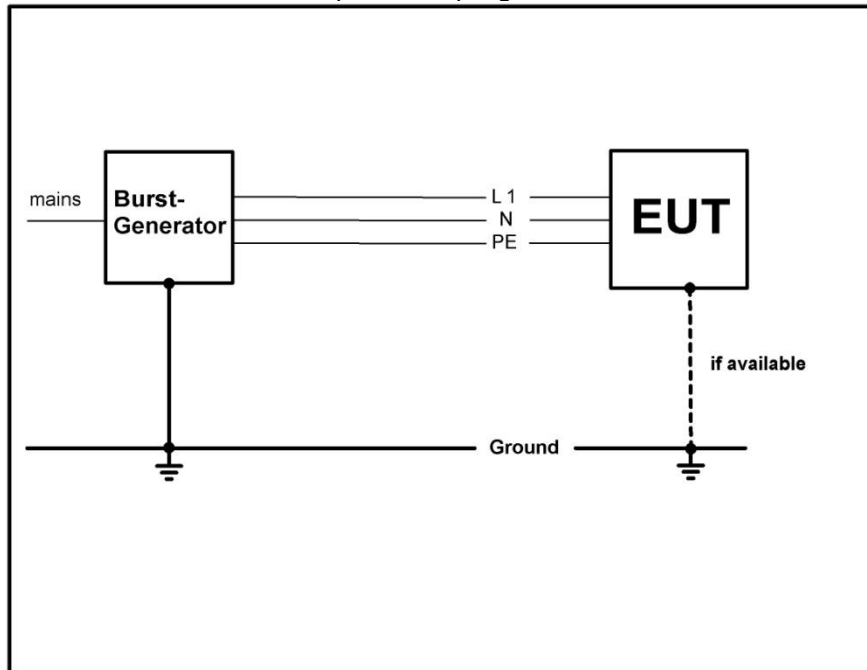 mains
Burst-
Generator
L 1
N
PE
EUT
if available
Ground